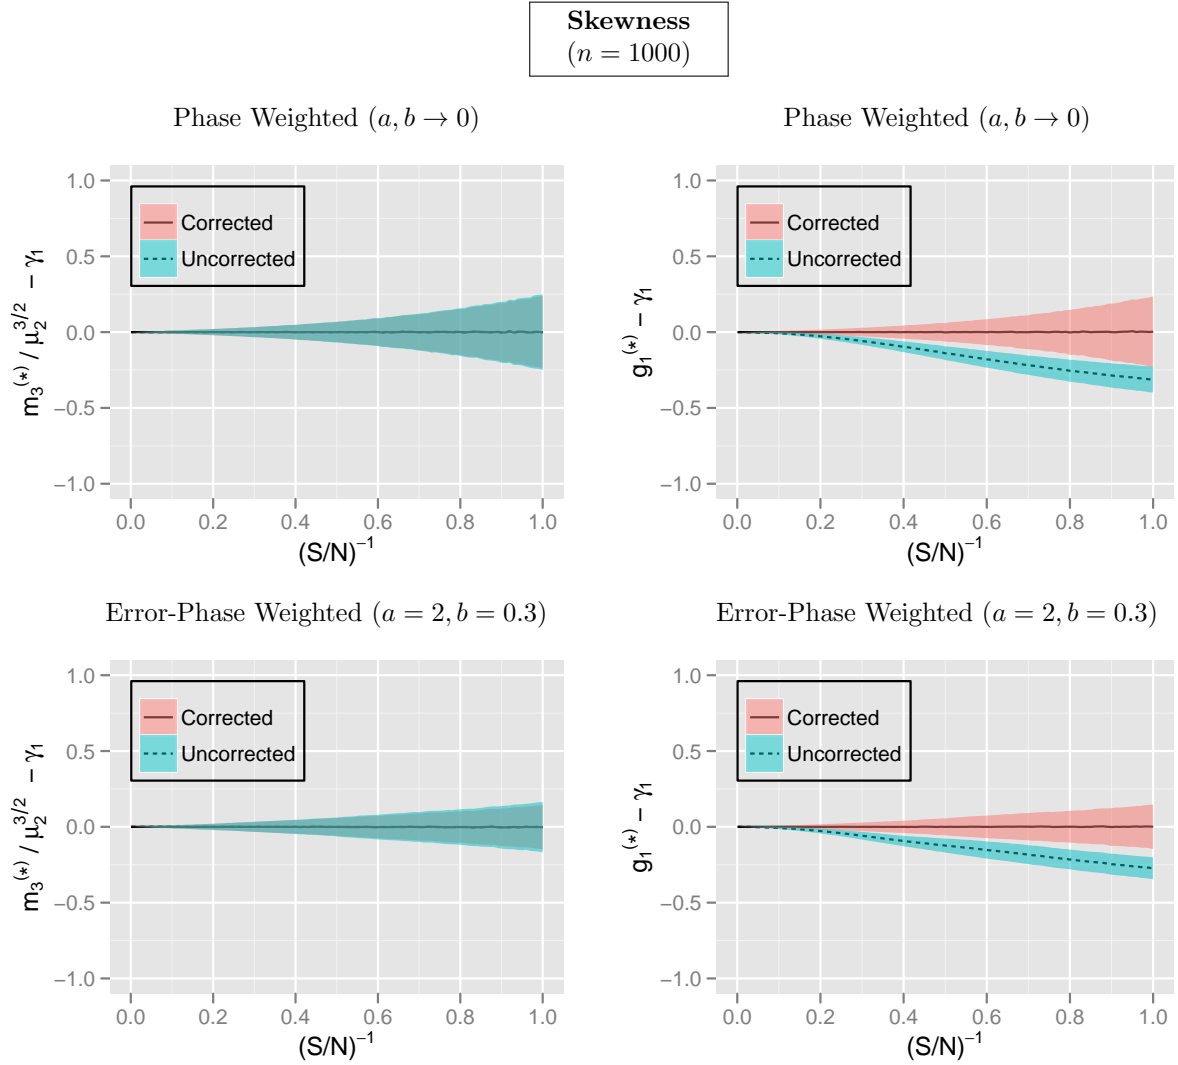 Skewness
(n = 1000)
Phase Weighted (a, b → 0)
1.0
0.5
0.0
−0.5
−1.0
m₃⁽*⁾ / μ₂³ᐟ² − γ₁
Corrected
Uncorrected
0.0 0.2 0.4 0.6 0.8 1.0
(S/N)⁻¹
Phase Weighted (a, b → 0)
1.0
0.5
0.0
−0.5
−1.0
g₁⁽*⁾ − γ₁
Corrected
Uncorrected
0.0 0.2 0.4 0.6 0.8 1.0
(S/N)⁻¹
Error-Phase Weighted (a = 2, b = 0.3)
1.0
0.5
0.0
−0.5
−1.0
m₃⁽*⁾ / μ₂³ᐟ² − γ₁
Corrected
Uncorrected
0.0 0.2 0.4 0.6 0.8 1.0
(S/N)⁻¹
Error-Phase Weighted (a = 2, b = 0.3)
1.0
0.5
0.0
−0.5
−1.0
g₁⁽*⁾ − γ₁
Corrected
Uncorrected
0.0 0.2 0.4 0.6 0.8 1.0
(S/N)⁻¹